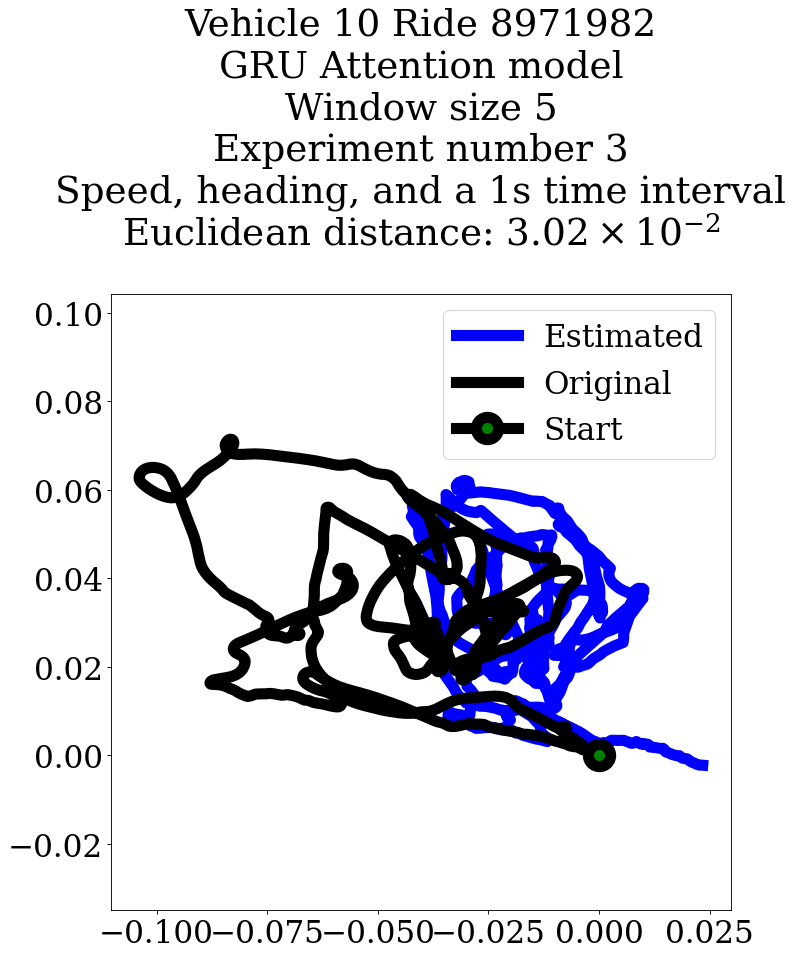 Vehicle 10 Ride 8971982
GRU Attention model
Window size 5
Experiment number 3
Speed, heading, and a 1s time interval
Euclidean distance: 3.02 × 10⁻²
Estimated
Original
Start
0.10
0.08
0.06
0.04
0.02
0.00
−0.02
−0.100 −0.075 −0.050 −0.025 0.000 0.025